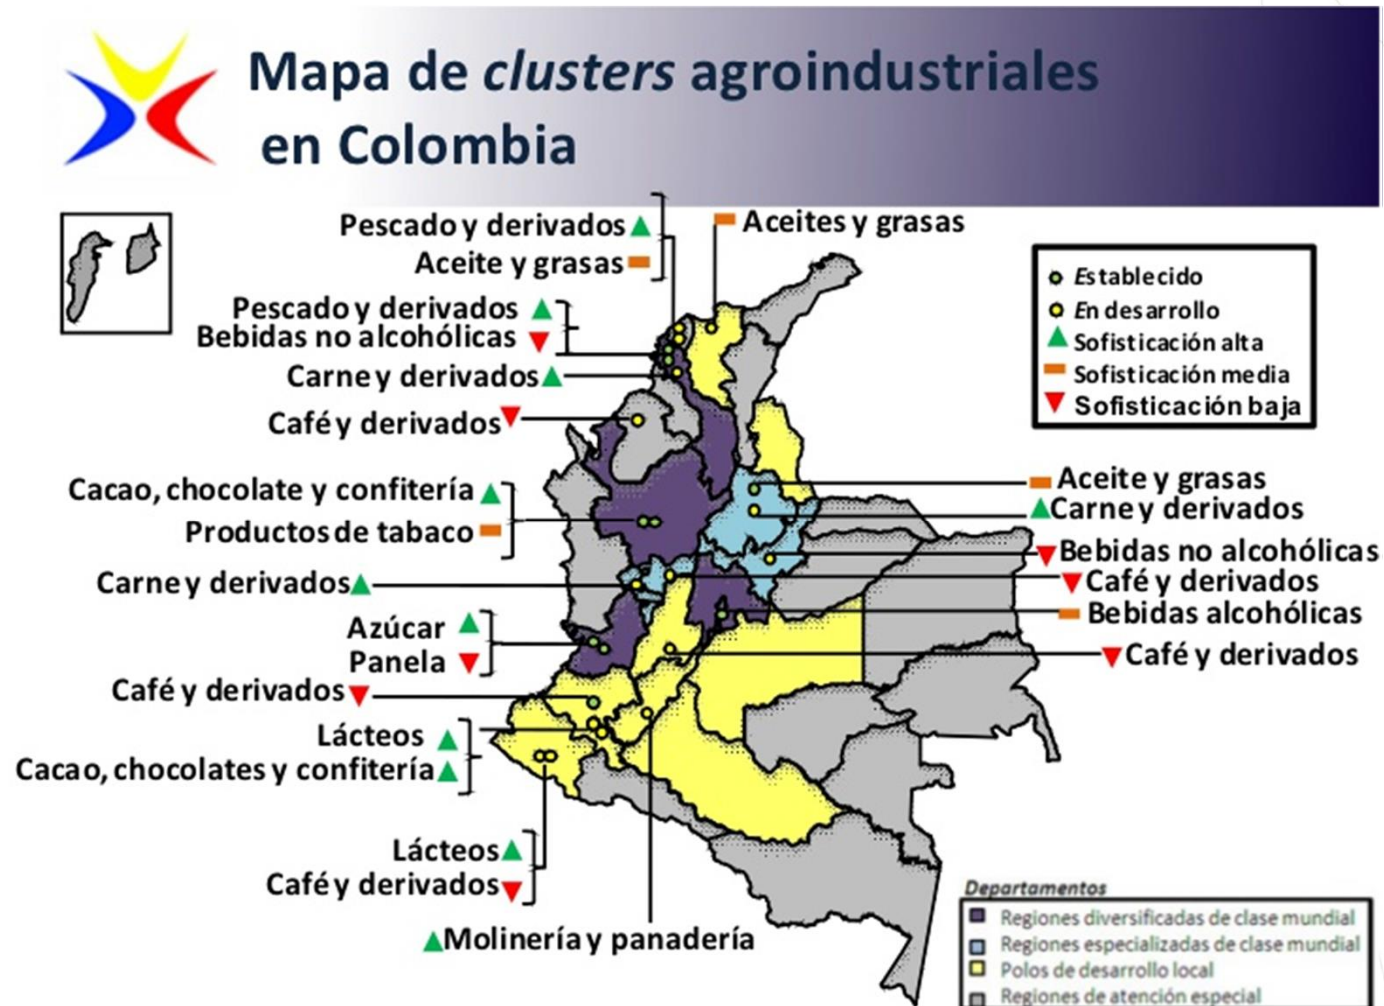 Mapa de clusters agroindustriales
en Colombia
Pescado y derivados
Aceite y grasas
Aceites y grasas
Pescado y derivados
Bebidas no alcohólicas
Carne y derivados
Café y derivados
Cacao, chocolate y confitería
Productos de tabaco
Carne y derivados
Azúcar
Panela
Café y derivados
Lácteos
Cacao, chocolates y confitería
Lácteos
Café y derivados
Molinería y panadería
Establecido
En desarrollo
Sofisticación alta
Sofisticación media
Sofisticación baja
Aceite y grasas
Carne y derivados
Bebidas no alcohólicas
Café y derivados
Bebidas alcohólicas
Café y derivados
Departamentos
Regiones diversificadas de clase mundial
Regiones especializadas de clase mundial
Polos de desarrollo local
Regiones de atención especial